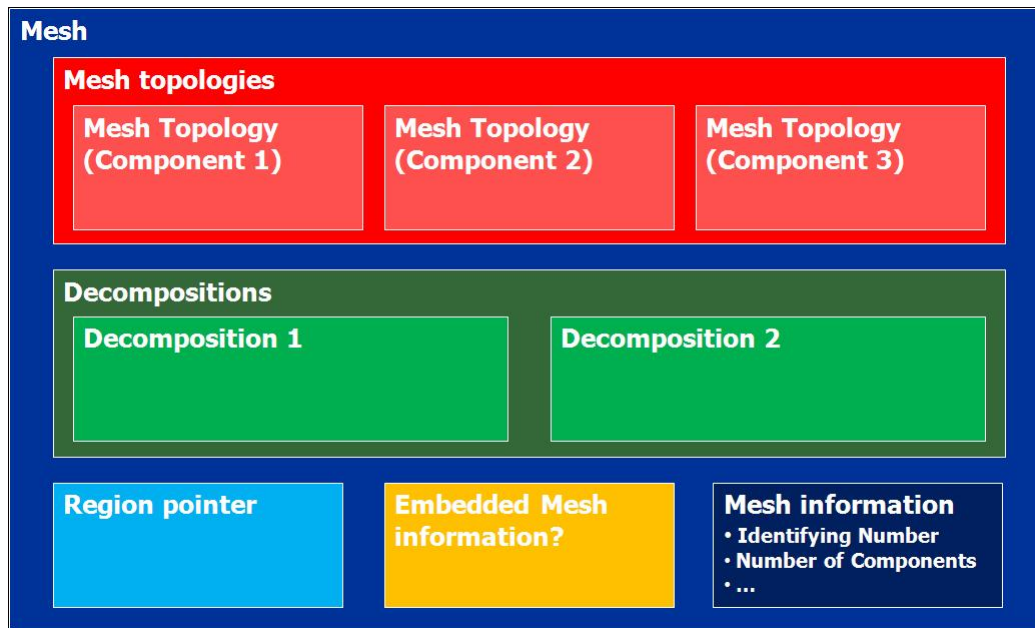 Mesh
Mesh topologies
Mesh Topology
(Component 1)
Mesh Topology
(Component 2)
Mesh Topology
(Component 3)
Decompositions
Decomposition 1
Decomposition 2
Region pointer
Embedded Mesh
information?
Mesh information
• Identifying Number
• Number of Components
• ...